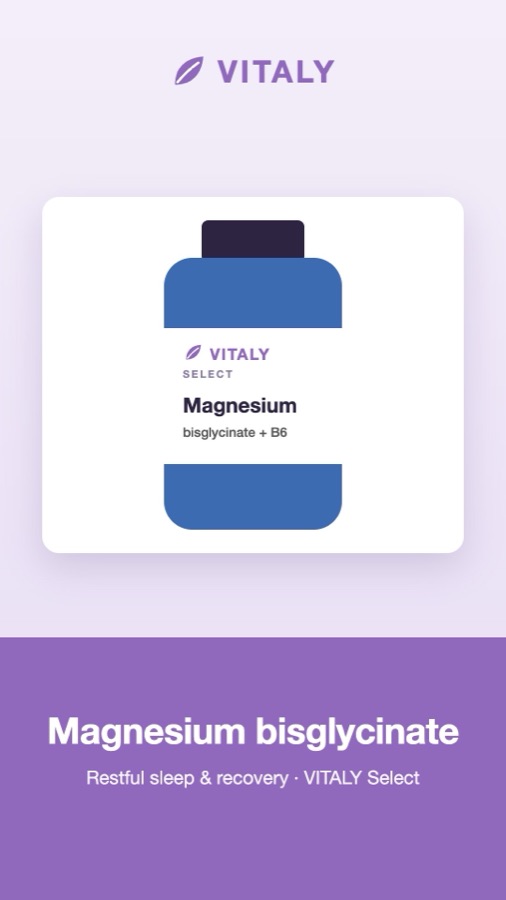 VITALY
VITALY
SELECT
Magnesium
bisglycinate + B6
Magnesium bisglycinate
Restful sleep & recovery · VITALY Select